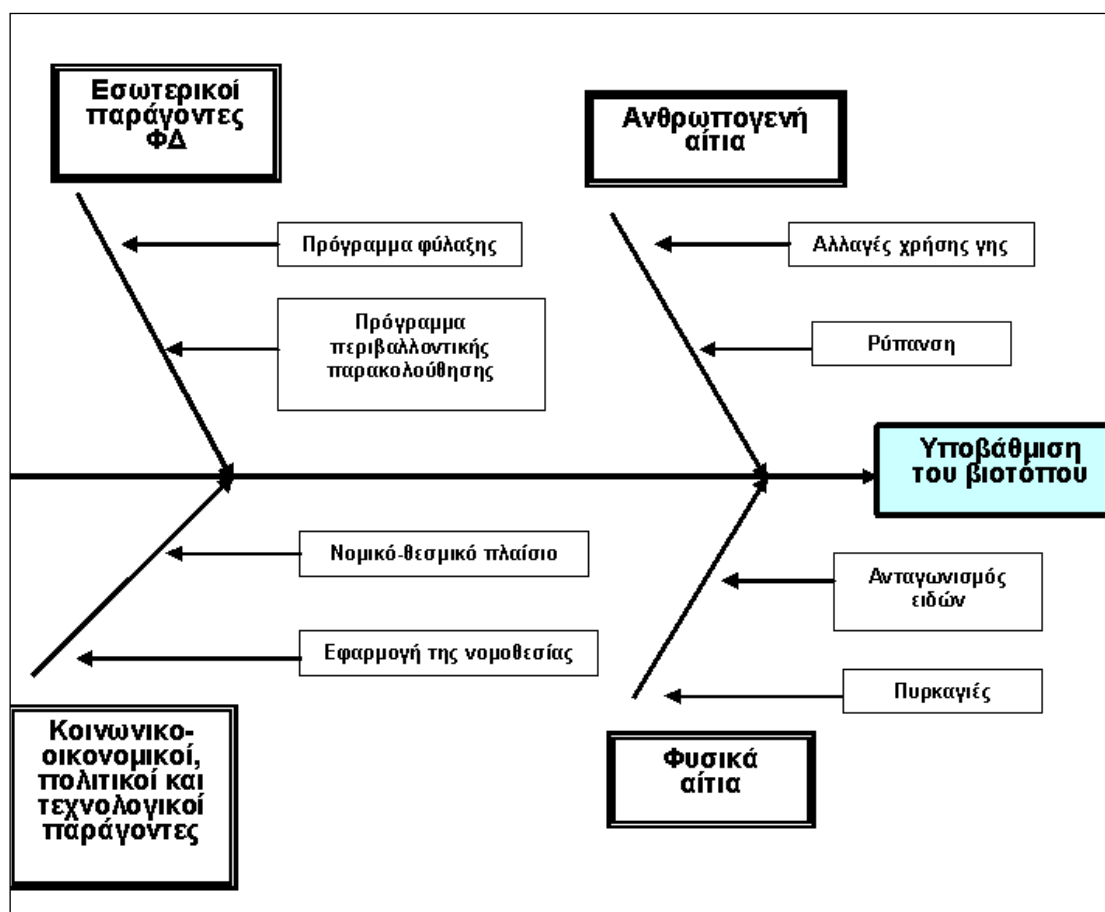 Εσωτερικοί
παράγοντες
ΦΔ
Ανθρωπογενή
αίτια
Πρόγραμμα φύλαξης
Αλλαγές χρήσης γης
Πρόγραμμα
περιβαλλοντικής
παρακολούθησης
Ρύπανση
Υποβάθμιση
του βιοτόπου
Νομικό-θεσμικό πλαίσιο
Ανταγωνισμός
ειδών
Εφαρμογή της νομοθεσίας
Πυρκαγιές
Κοινωνικο-
οικονομικοί,
πολιτικοί και
τεχνολογικοί
παράγοντες
Φυσικά
αίτια